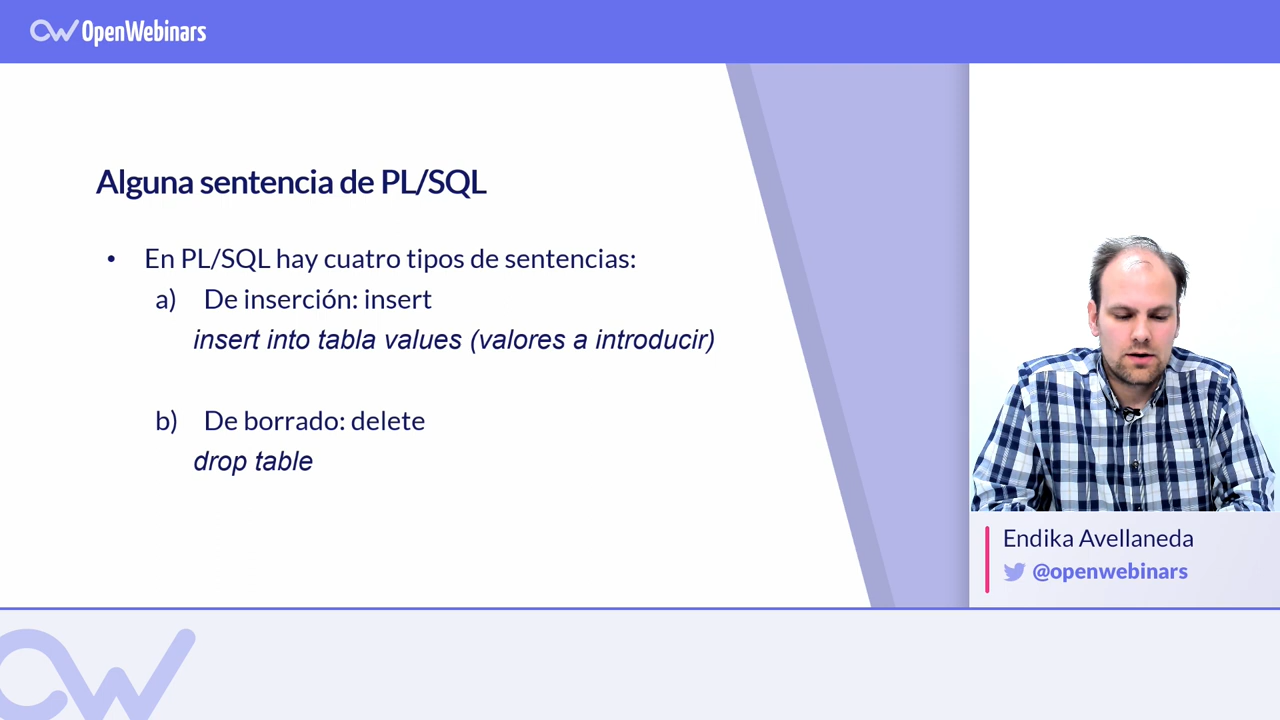 OpenWebinars
Alguna sentencia de PL/SQL
• En PL/SQL hay cuatro tipos de sentencias:
a) De inserción: insert
insert into tabla values (valores a introducir)
b) De borrado: delete
drop table
Endika Avellaneda
@openwebinars